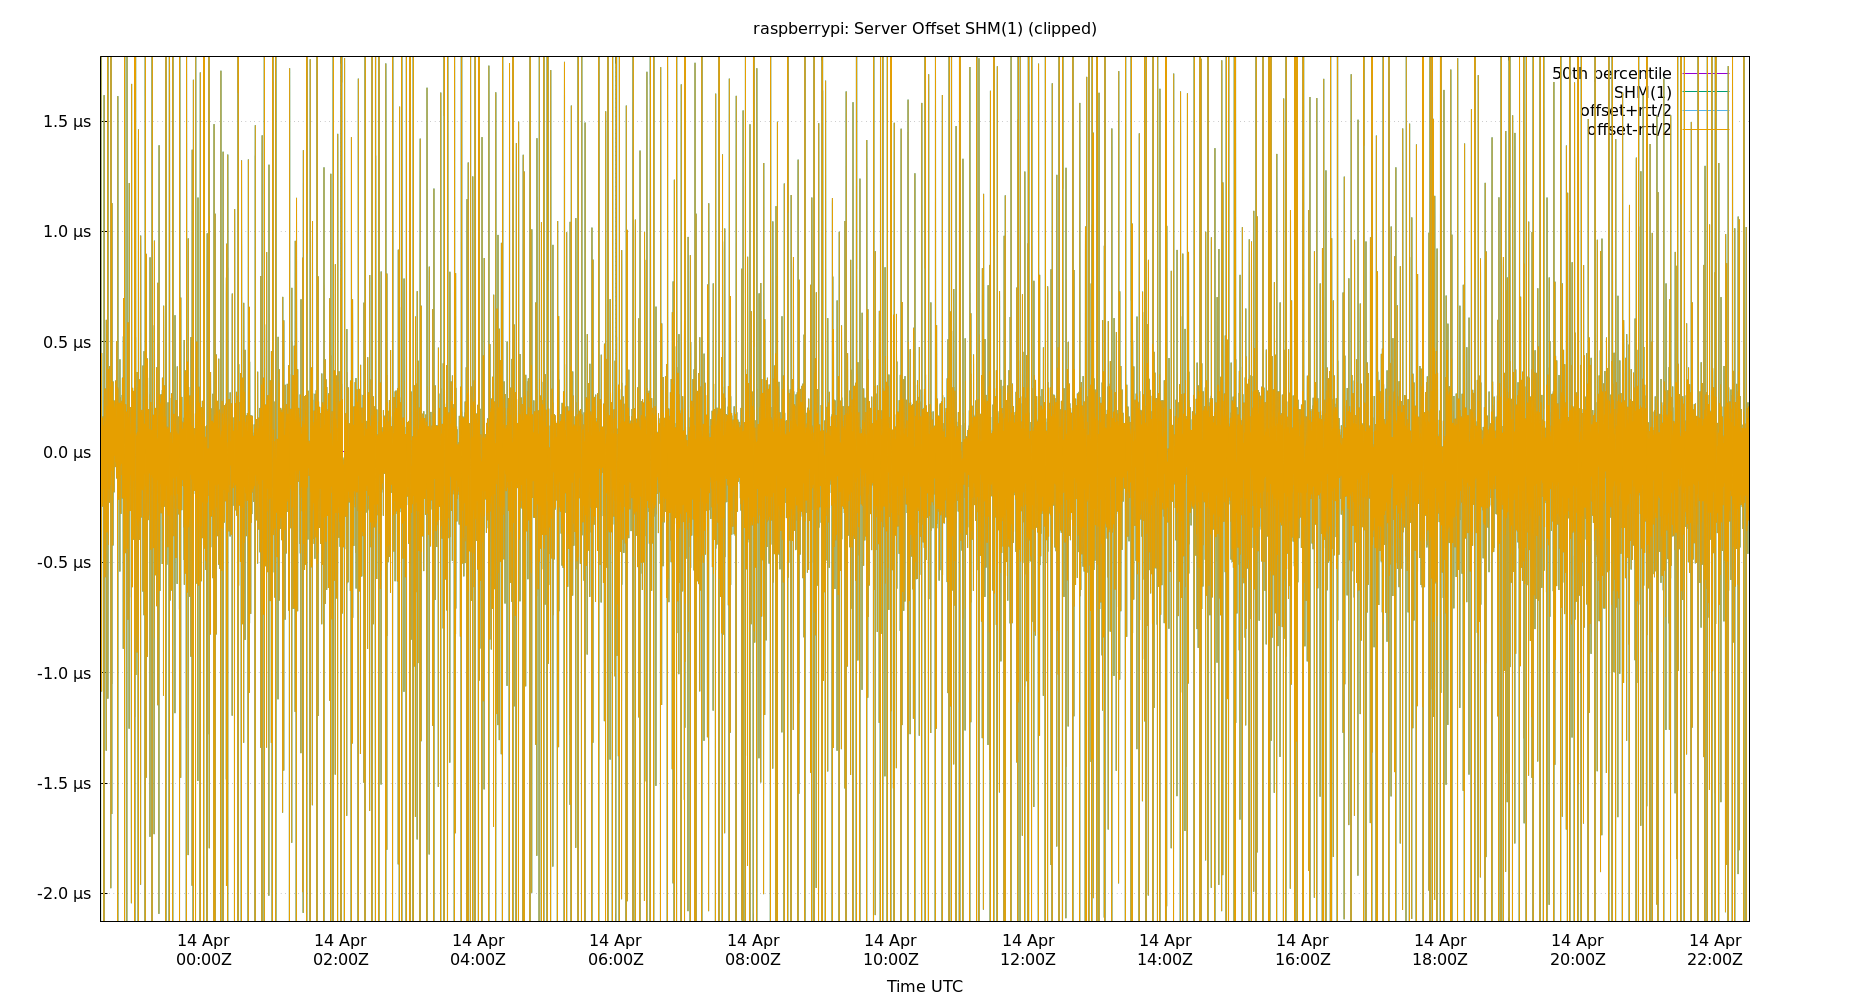 raspberrypi: Server Offset SHM(1) (clipped)
50th percentile
SHM(1)
offset+rtt/2
offset-rtt/2
1.5 µs
1.0 µs
0.5 µs
0.0 µs
-0.5 µs
-1.0 µs
-1.5 µs
-2.0 µs
14 Apr 14 Apr 14 Apr 14 Apr 14 Apr 14 Apr 14 Apr 14 Apr 14 Apr 14 Apr 14 Apr 14 Apr
00:00Z 02:00Z 04:00Z 06:00Z 08:00Z 10:00Z 12:00Z 14:00Z 16:00Z 18:00Z 20:00Z 22:00Z
Time UTC